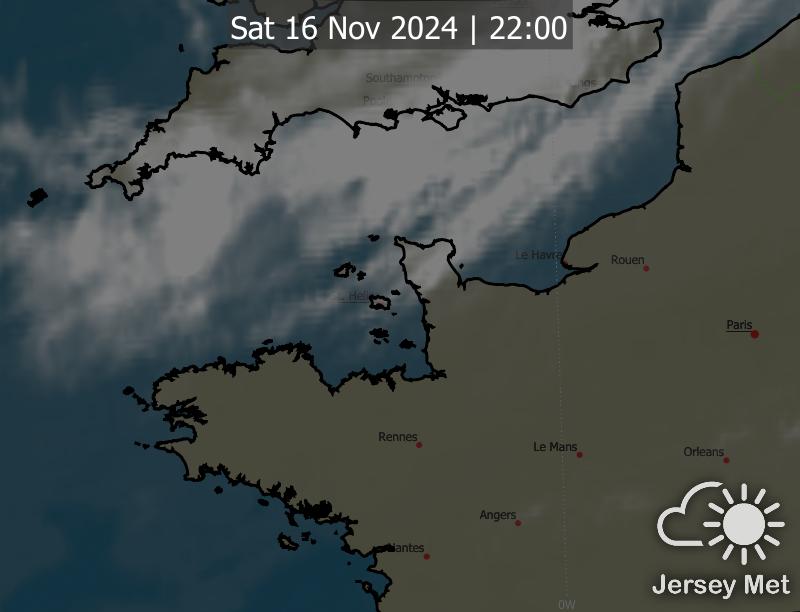 Sat 16 Nov 2024 | 22:00
Southampton
Le Havre
Rouen
Paris
Rennes
Le Mans
Orleans
Angers
Nantes
Jersey Met
0W